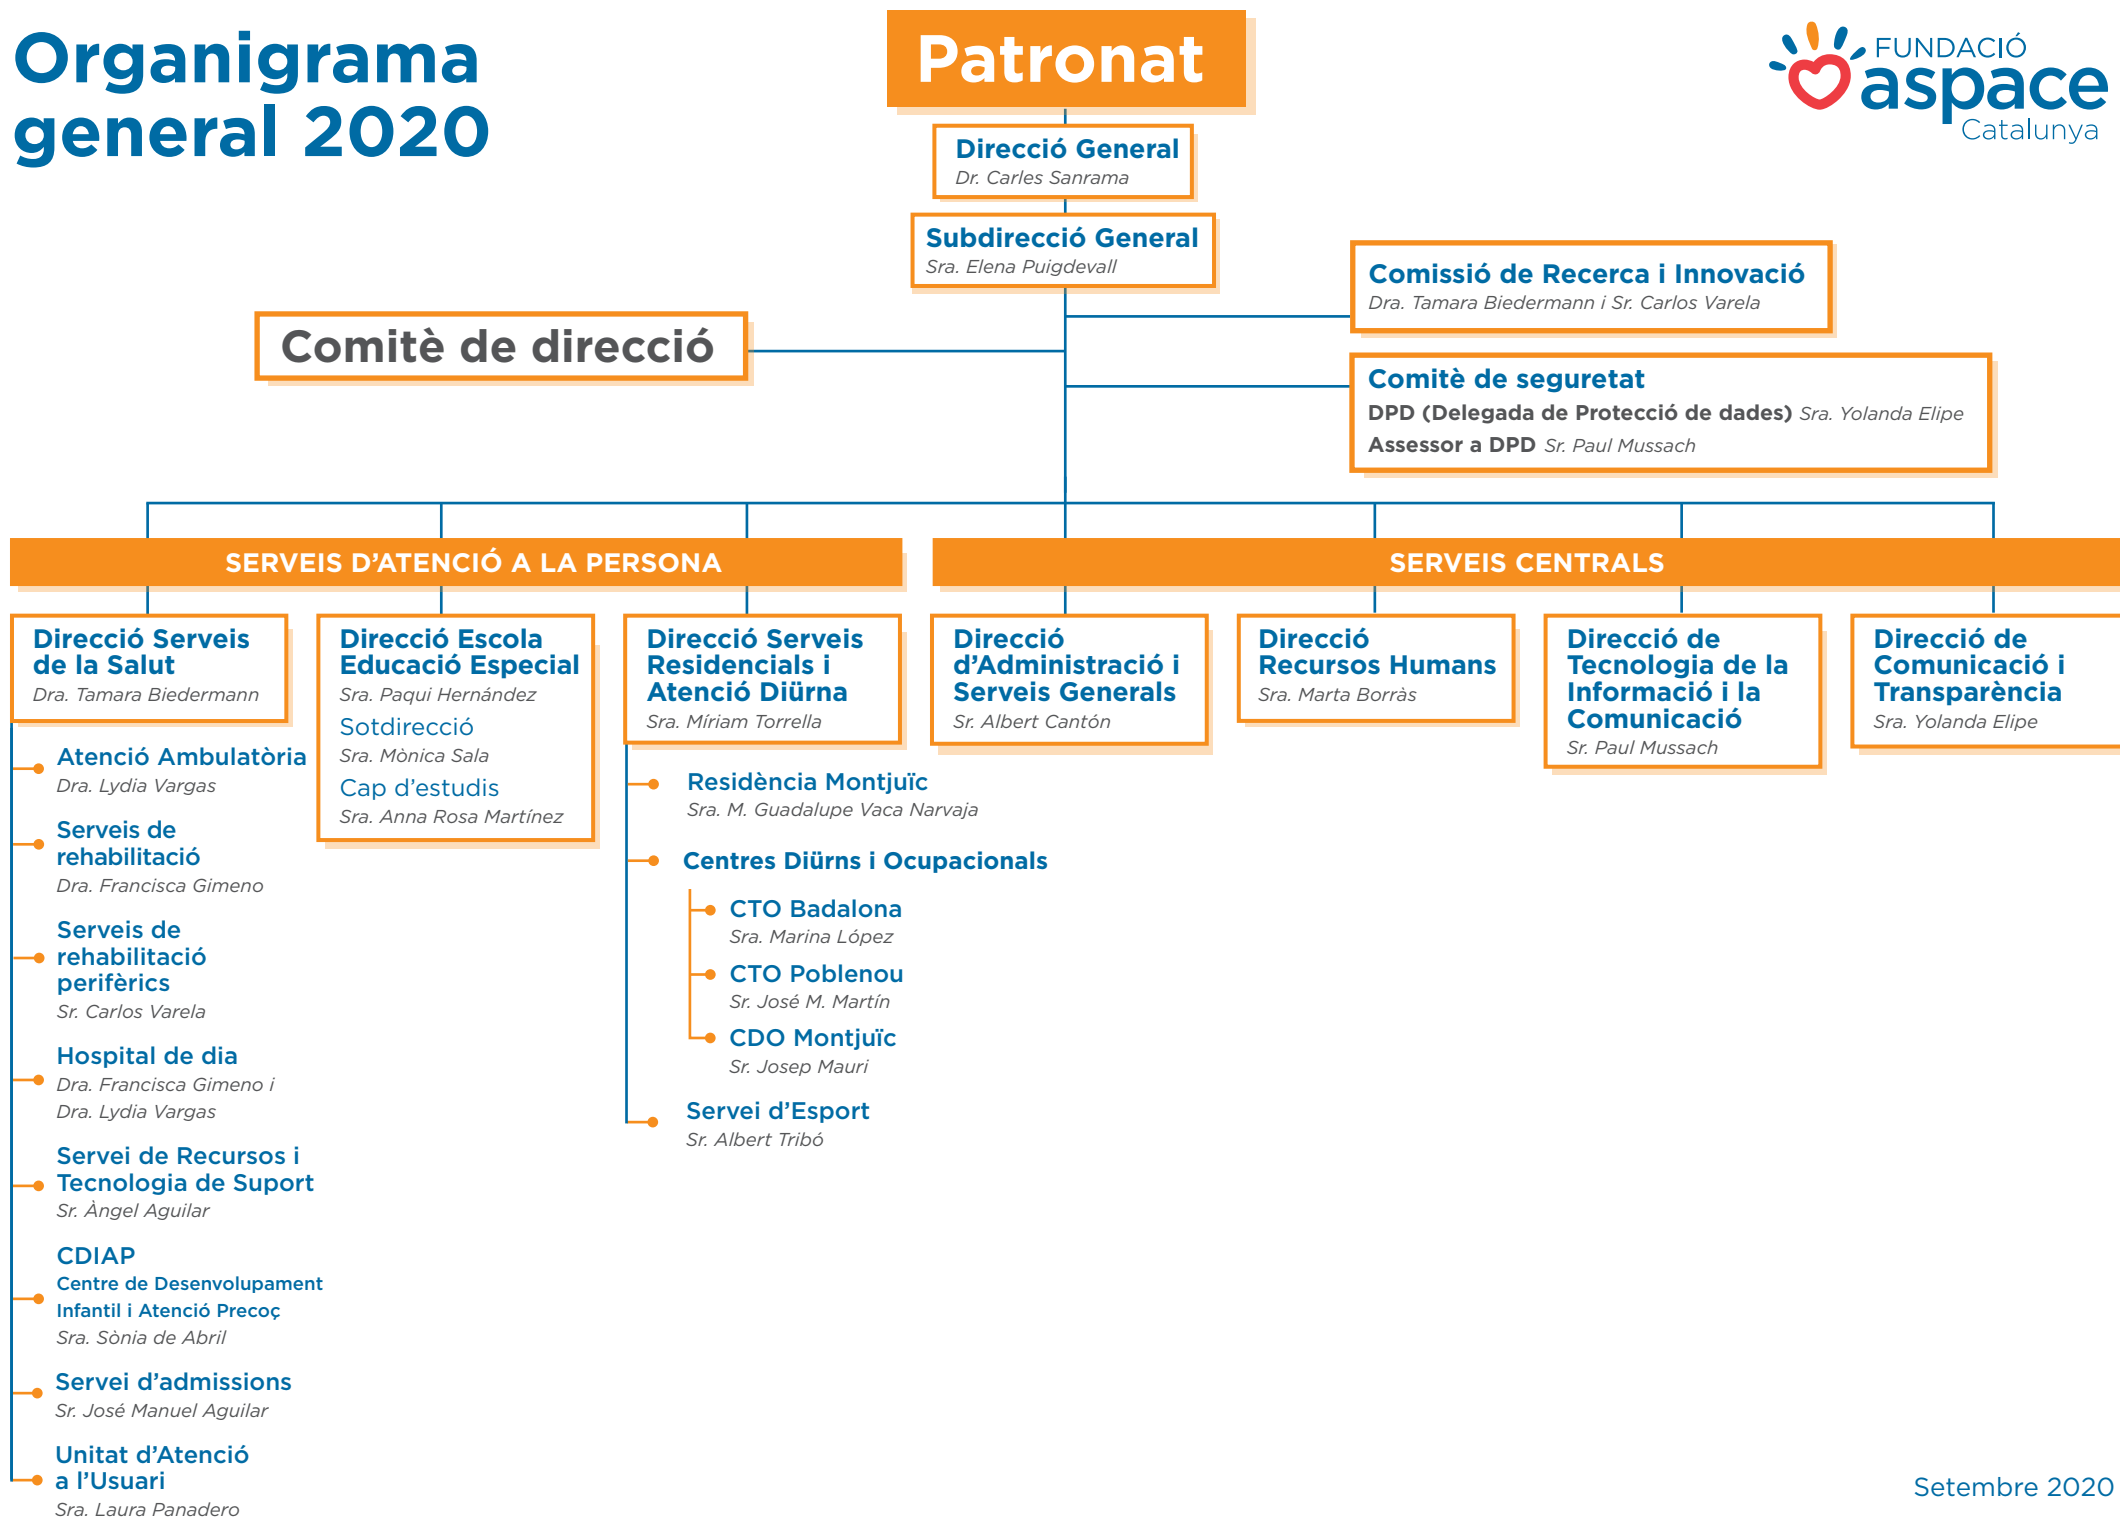 Organigrama
general 2020
Patronat
FUNDACIÓ
aspace
Catalunya
Direcció General
Dr. Carles Sanrama
Subdirecció General
Sra. Elena Puigdevall
Comissió de Recerca i Innovació
Dra. Tamara Biedermann i Sr. Carlos Varela
Comitè de direcció
Comitè de seguretat
DPD (Delegada de Protecció de dades) Sra. Yolanda Elipe
Assessor a DPD Sr. Paul Mussach
SERVEIS D'ATENCIÓ A LA PERSONA
SERVEIS CENTRALS
Direcció Serveis
de la Salut
Dra. Tamara Biedermann
Atenció Ambulatòria
Dra. Lydia Vargas
Serveis de
rehabilitació
Dra. Francisca Gimeno
Serveis de
rehabilitació
perifèrics
Sr. Carlos Varela
Hospital de dia
Dra. Francisca Gimeno i
Dra. Lydia Vargas
Servei de Recursos i
Tecnologia de Suport
Sr. Àngel Aguilar
CDIAP
Centre de Desenvolupament
Infantil i Atenció Precoç
Sra. Sònia de Abril
Servei d'admissions
Sr. José Manuel Aguilar
Unitat d'Atenció
a l'Usuari
Sra. Laura Panadero
Direcció Escola
Educació Especial
Sra. Paqui Hernández
Sotdirecció
Sra. Mònica Sala
Cap d'estudis
Sra. Anna Rosa Martínez
Direcció Serveis
Residencials i
Atenció Diürna
Sra. Míriam Torrella
Residència Montjuïc
Sra. M. Guadalupe Vaca Narvaja
Centres Diürns i Ocupacionals
CTO Badalona
Sra. Marina López
CTO Poblenou
Sr. José M. Martín
CDO Montjuïc
Sr. Josep Mauri
Servei d'Esport
Sr. Albert Tribó
Direcció
d'Administració i
Serveis Generals
Sr. Albert Cantón
Direcció
Recursos Humans
Sra. Marta Borràs
Direcció de
Tecnologia de la
Informació i la
Comunicació
Sr. Paul Mussach
Direcció de
Comunicació i
Transparència
Sra. Yolanda Elipe
Setembre 2020